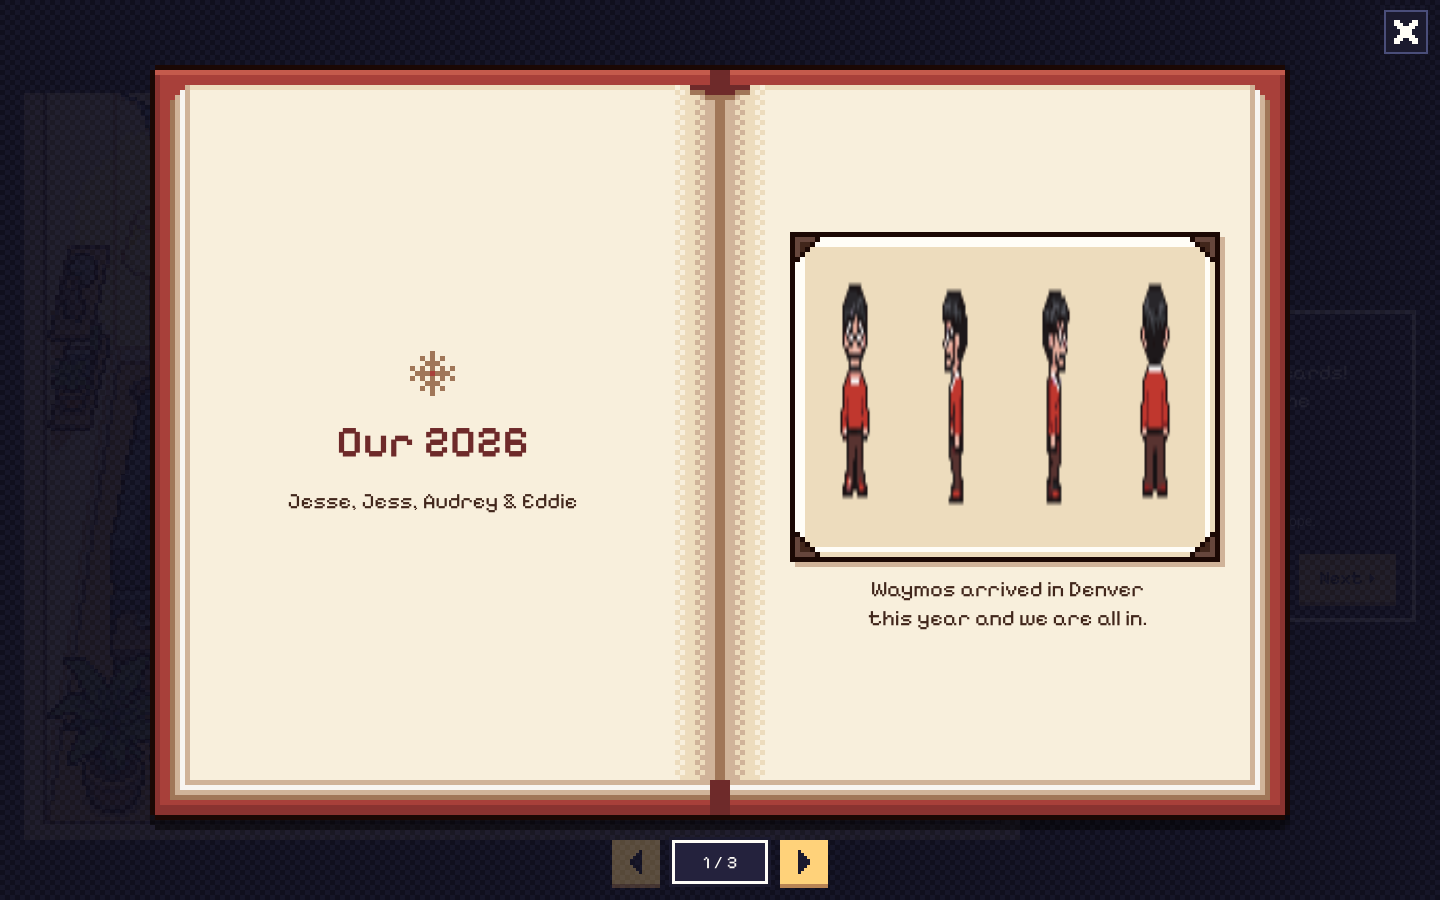 Our 2026
Jesse, Jess, Audrey & Eddie
Waymos arrived in Denver
this year and we are all in.
1 / 3
Next